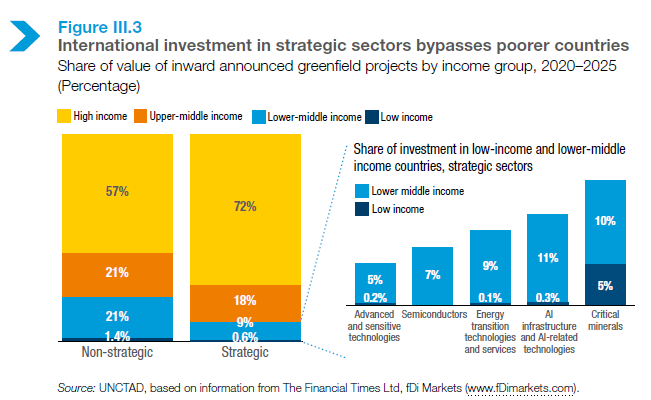 Figure III.3
International investment in strategic sectors bypasses poorer countries
Share of value of inward announced greenfield projects by income group, 2020–2025
(Percentage)
High income
Upper-middle income
Lower-middle income
Low income
57%
21%
21%
1.4%
Non-strategic
72%
18%
9%
0.6%
Strategic
Share of investment in low-income and lower-middle
income countries, strategic sectors
Lower middle income
Low income
5%
0.2%
Advanced
and sensitive
technologies
7%
Semiconductors
9%
0.1%
Energy
transition
technologies
and services
11%
0.3%
AI
infrastructure
and AI-related
technologies
10%
5%
Critical
minerals
Source: UNCTAD, based on information from The Financial Times Ltd, fDi Markets (www.fDimarkets.com).